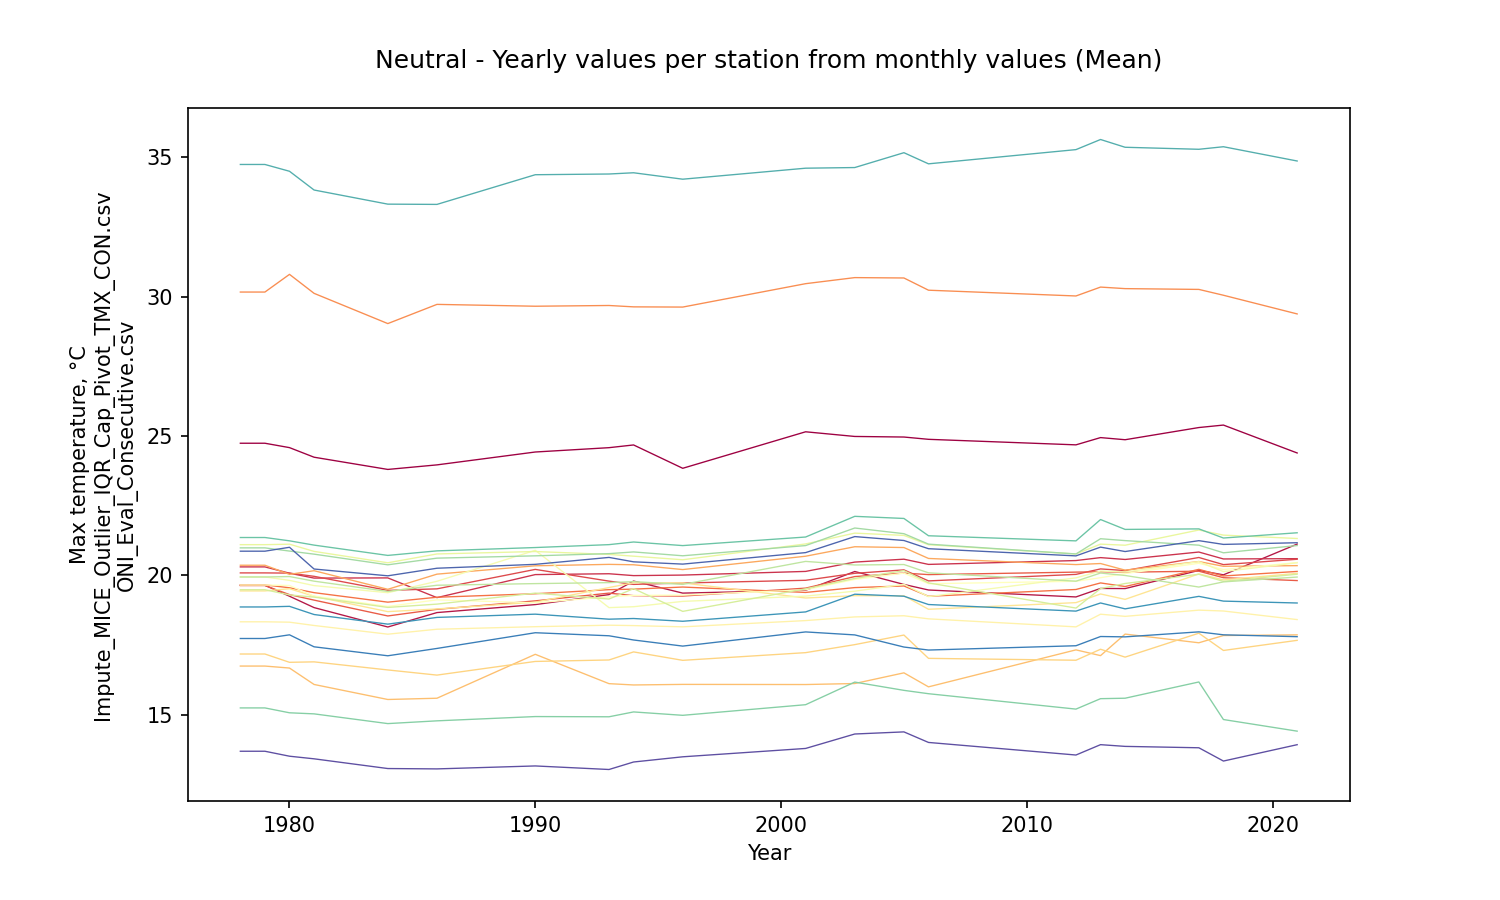 Neutral - Yearly values per station from monthly values (Mean)
Max temperature, °C
Impute_MICE_Outlier_IQR_Cap_Pivot_TMX_CON.csv
ONI_Eval_Consecutive.csv
35
30
25
20
15
1980
1990
2000
2010
2020
Year